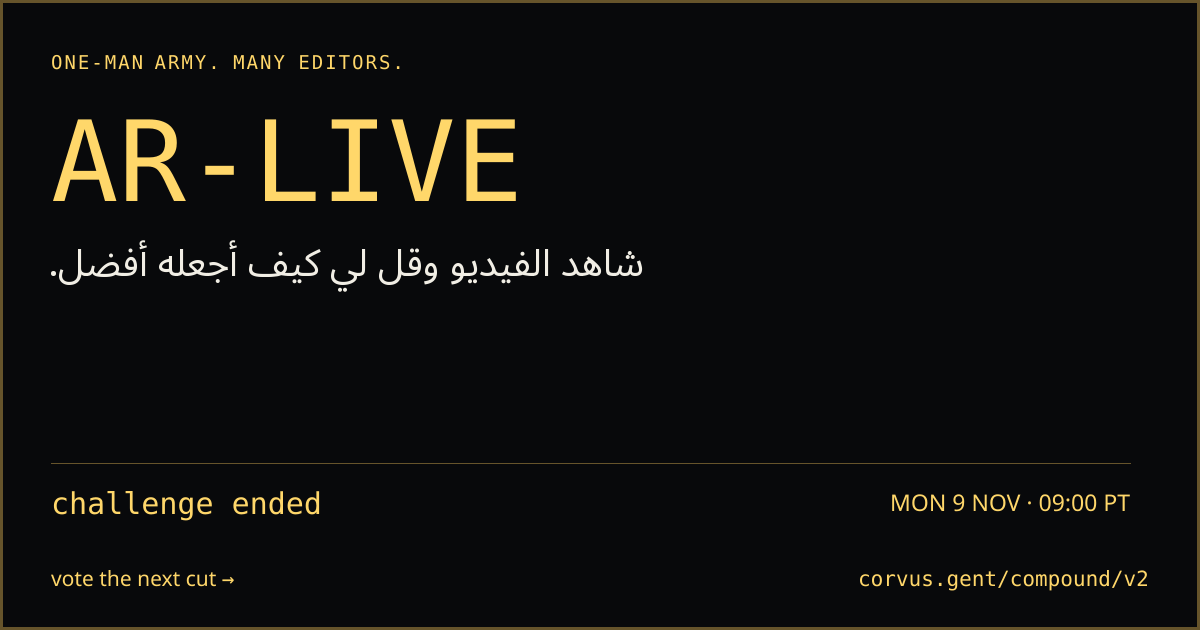 ONE-MAN ARMY. MANY EDITORS.
AR-LIVE
شاهد الفيديو وقل لي كيف أجعله أفضل.
challenge ended
MON 9 NOV · 09:00 PT
vote the next cut →
corvus.gent/compound/v2